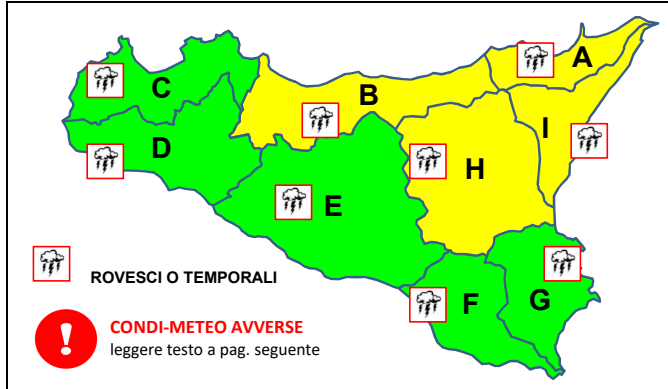 A
C
B
I
D
H
E
F
G
ROVESCI O TEMPORALI
!
CONDI-METEO AVVERSE
leggere testo a pag. seguente